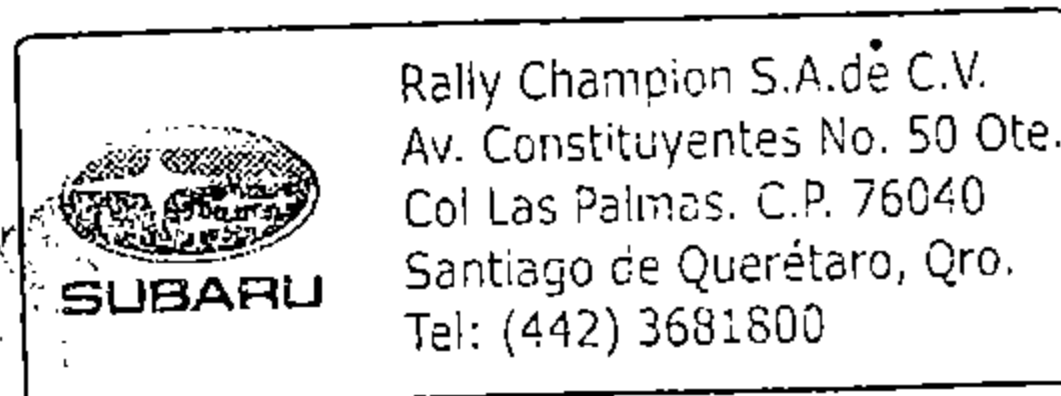 Rally Champion S.A.de C.V.
Av. Constituyentes No. 50 Ote.
Col Las Palmas. C.P. 76040
Santiago de Querétaro, Qro.
Tel: (442) 3681800
SUBARU